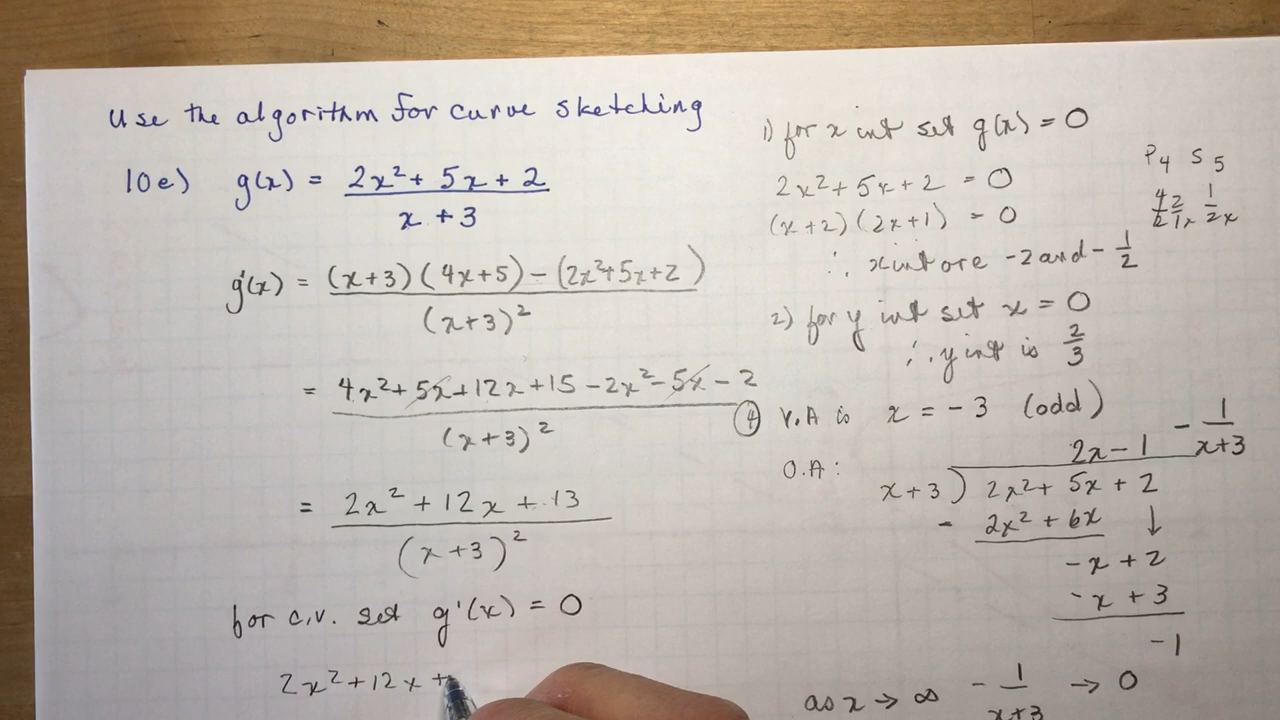 Use the algorithm for curve sketching
10e) g(x) = (2x² + 5x + 2)/(x + 3)
g'(x) = ((x+3)(4x+5) - (2x²+5x+2))/(x+3)²
= (4x² + 5x + 12x + 15 - 2x² - 5x - 2)/(x+3)²
= (2x² + 12x + 13)/(x+3)²
for c.v. set g'(x) = 0
2x² + 12x +
1) for x int set g(x) = 0
2x² + 5x + 2 = 0
(x+2)(2x+1) = 0
∴ x int are -2 and -1/2
P4 S5
2) for y int set x = 0
∴ y int is 2/3
④ V.A is x = -3 (odd)
O.A:
2x - 1 - 1/(x+3)
x+3 ) 2x² + 5x + 2
- 2x² + 6x ↓
-x + 2
-x + 3
-1
as x → ∞ -1/(x+3) → 0